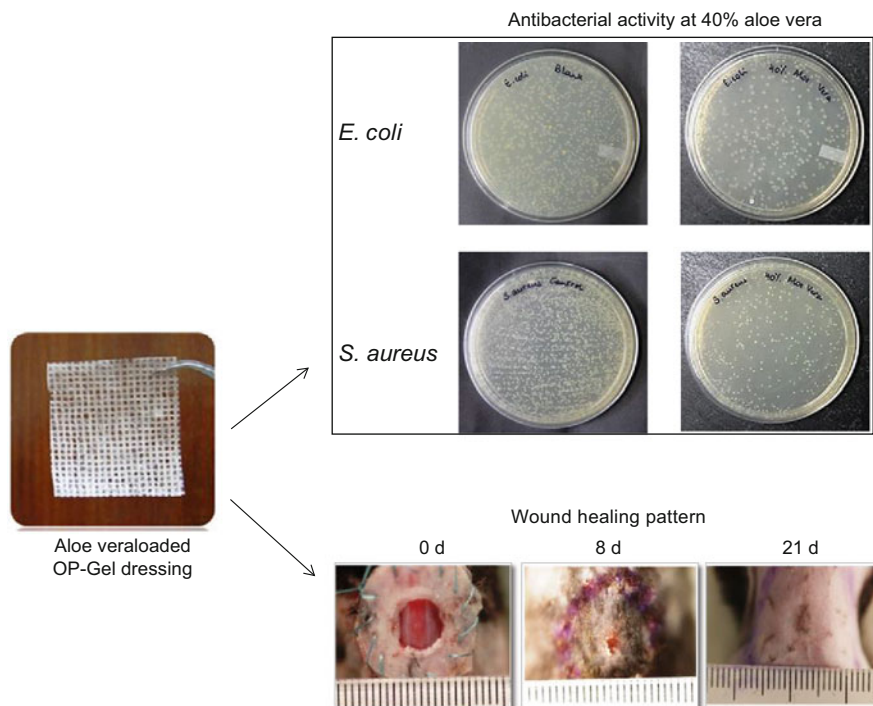 Antibacterial activity at 40% aloe vera
E. coli Blank
E. coli 40% Aloe Vera
E. coli
S. aureus Control
S. aureus 40% Aloe Vera
S. aureus
Aloe veraloaded
OP-Gel dressing
Wound healing pattern
0 d
8 d
21 d